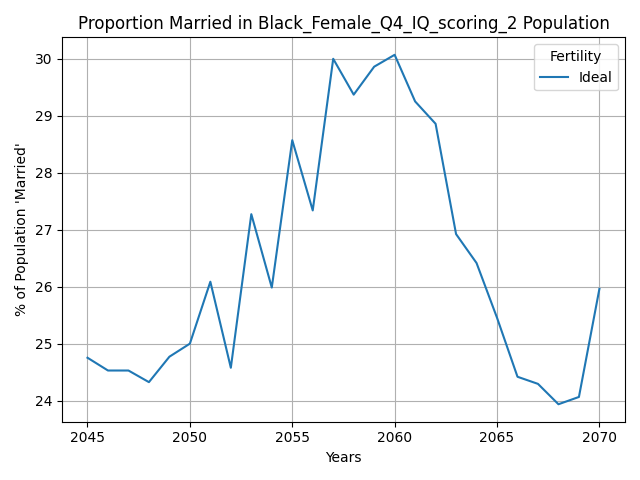 Proportion Married in Black_Female_Q4_IQ_scoring_2 Population
Fertility
Ideal
% of Population 'Married'
30
29
28
27
26
25
24
2045 2050 2055 2060 2065 2070
Years